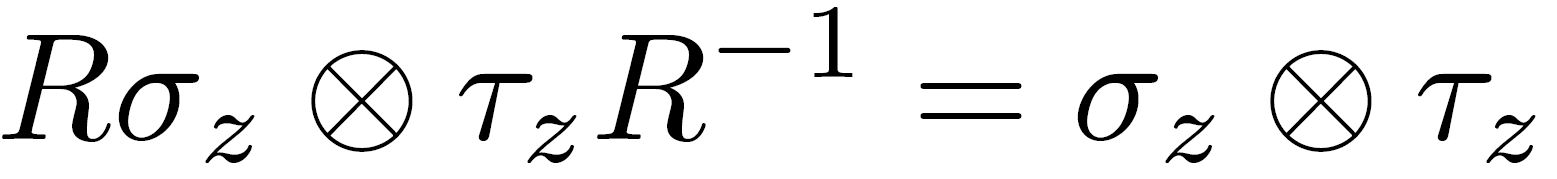 Rσ_z ⊗ τ_z R^{-1} = σ_z ⊗ τ_z